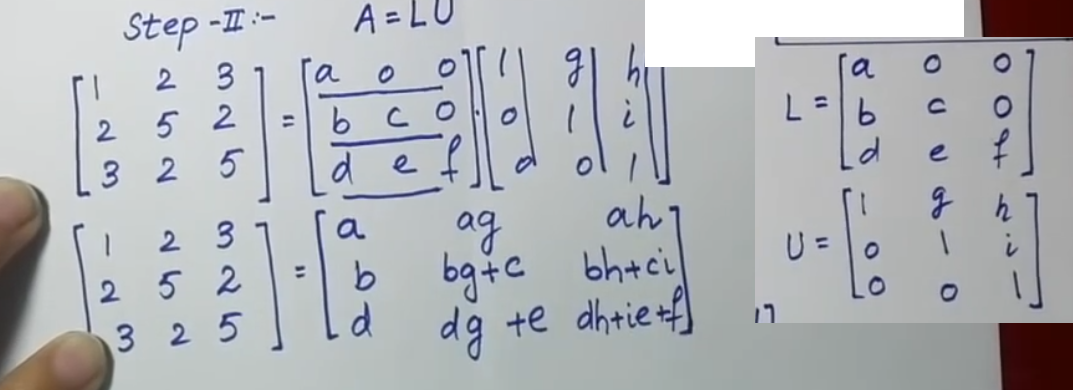 Step -II :- A = LU
[1 2 3] = [a 0 0] . [1 g h]
[2 5 2] [b c 0] [0 1 i]
[3 2 5] [d e f] [0 0 1]
[1 2 3] = [a ag ah]
[2 5 2] [b bg+c bh+ci]
[3 2 5] [d dg +e dh+ie+f]
L = [a 0 0]
[b c 0]
[d e f]
U = [1 g h]
[0 1 i]
[0 0 1]